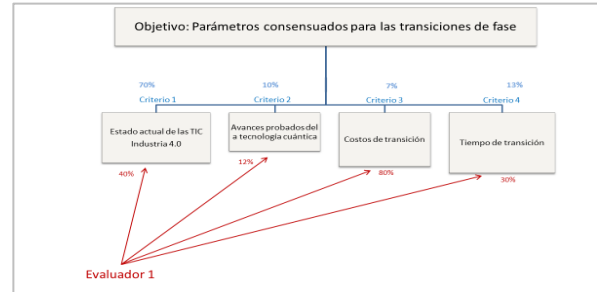 Objetivo: Parámetros consensuados para las transiciones de fase
70%
10%
7%
13%
Criterio 1
Criterio 2
Criterio 3
Criterio 4
Estado actual de las TIC
Industria 4.0
Avances probados del
a tecnologia cuántica
Costos de transición
Tiempo de transición
40%
12%
80%
30%
Evaluador 1